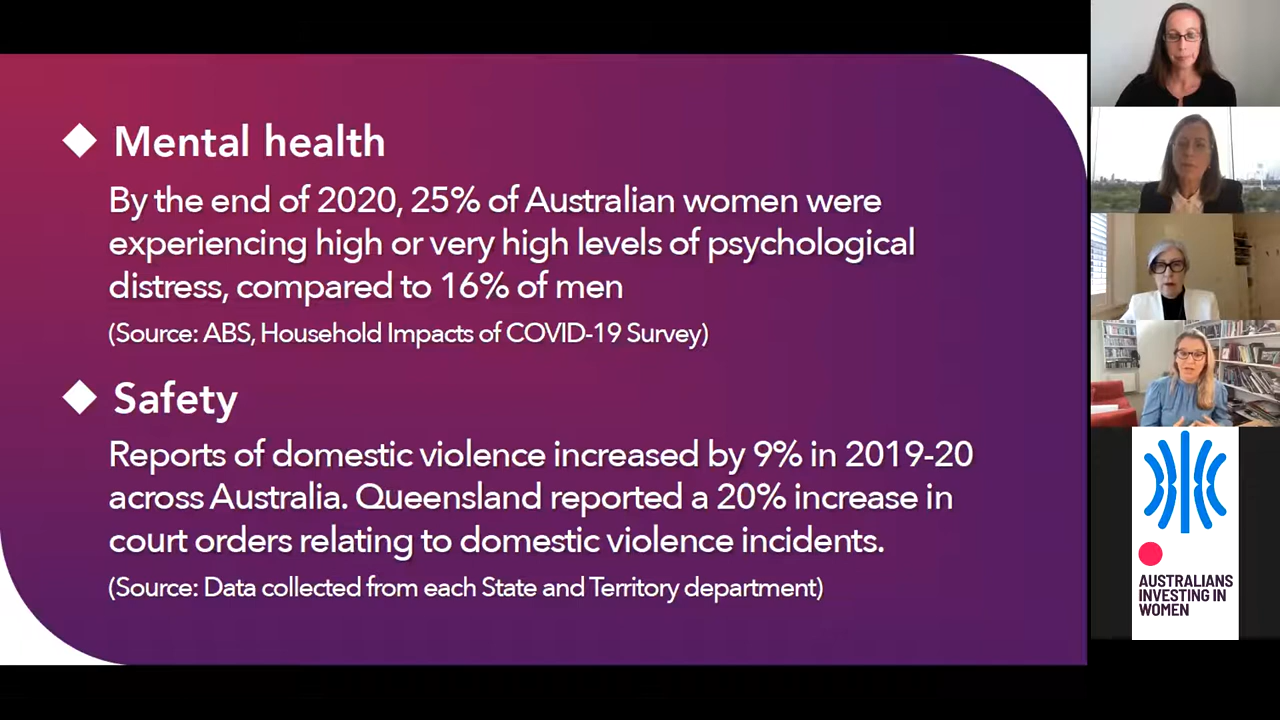 Mental health
By the end of 2020, 25% of Australian women were
experiencing high or very high levels of psychological
distress, compared to 16% of men
(Source: ABS, Household Impacts of COVID-19 Survey)
Safety
Reports of domestic violence increased by 9% in 2019-20
across Australia. Queensland reported a 20% increase in
court orders relating to domestic violence incidents.
(Source: Data collected from each State and Territory department)
AUSTRALIANS
INVESTING IN
WOMEN